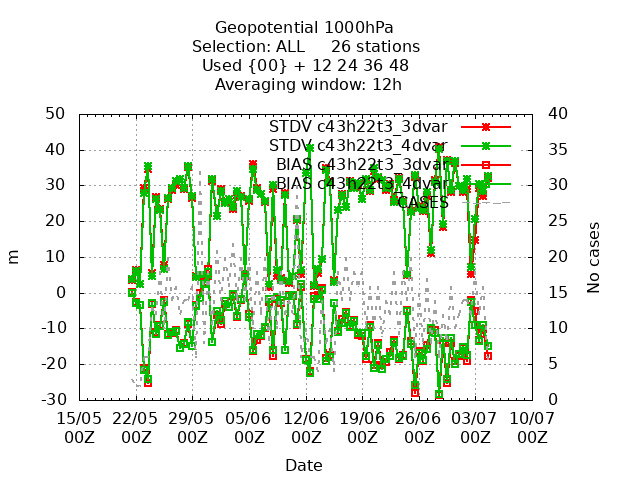 Geopotential 1000hPa
Selection: ALL 26 stations
Used {00} + 12 24 36 48
Averaging window: 12h
STDV c43h22t3_3dvar
STDV c43h22t3_4dvar
BIAS c43h22t3_3dvar
BIAS c43h22t3_4dvar
CASES
50
40
30
20
10
0
-10
-20
-30
m
40
35
30
25
20
15
10
5
0
No cases
15/05 22/05 29/05 05/06 12/06 19/06 26/06 03/07 10/07
00Z 00Z 00Z 00Z 00Z 00Z 00Z 00Z 00Z
Date